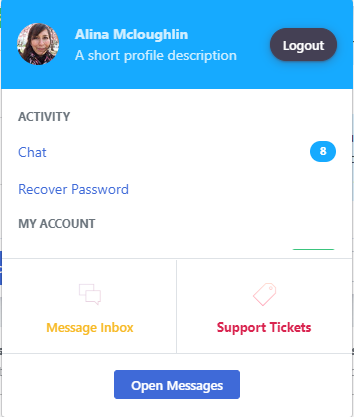 Alina Mcloughlin
A short profile description
Logout
ACTIVITY
Chat
8
Recover Password
MY ACCOUNT
Message Inbox
Support Tickets
Open Messages